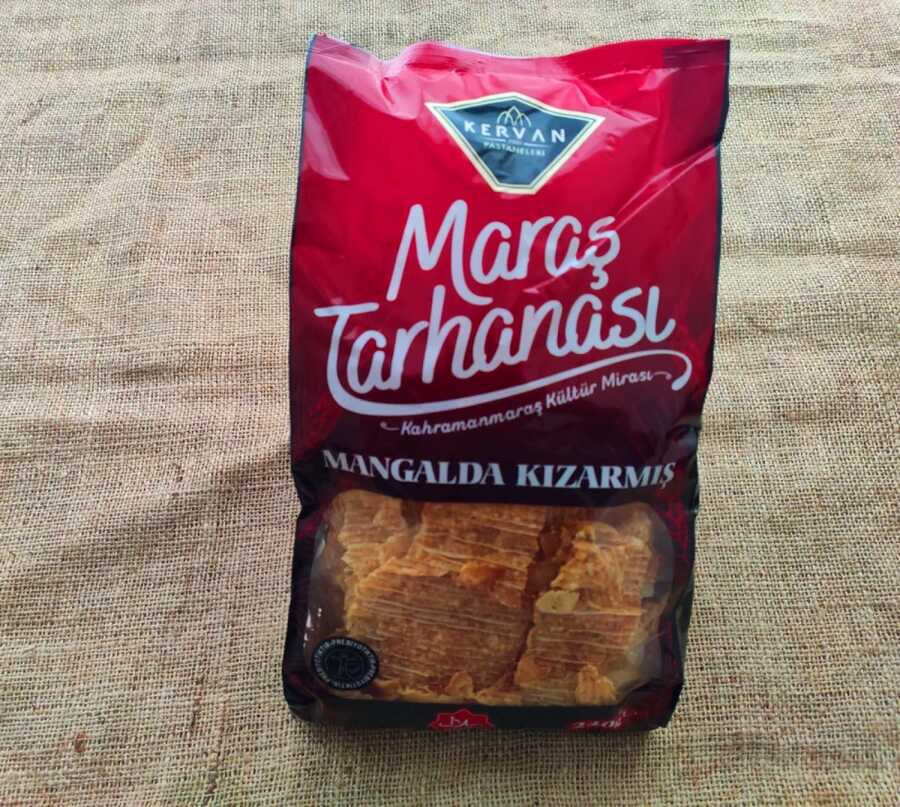 KERVAN
PASTANELERİ
Maraş
Tarhanası
Kahramanmaraş Kültür Mirası
MANGALDA KIZARMIŞ